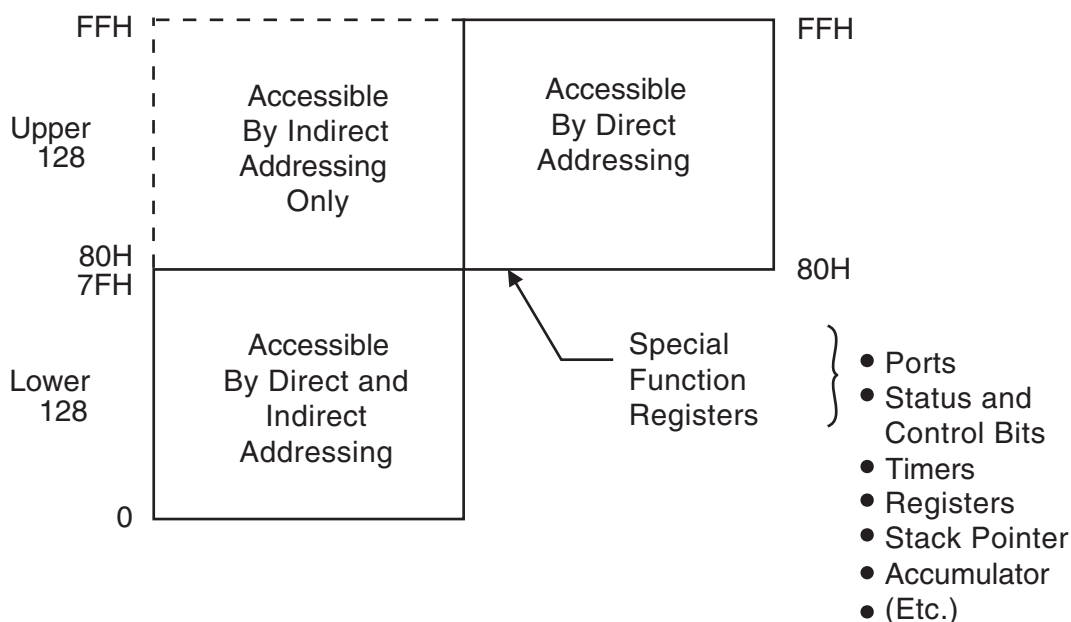 FFH
FFH
Upper
128
Accessible
By Indirect
Addressing
Only
Accessible
By Direct
Addressing
80H
7FH
80H
Lower
128
Accessible
By Direct and
Indirect
Addressing
0
Special
Function
Registers
● Ports
● Status and
Control Bits
● Timers
● Registers
● Stack Pointer
● Accumulator
● (Etc.)